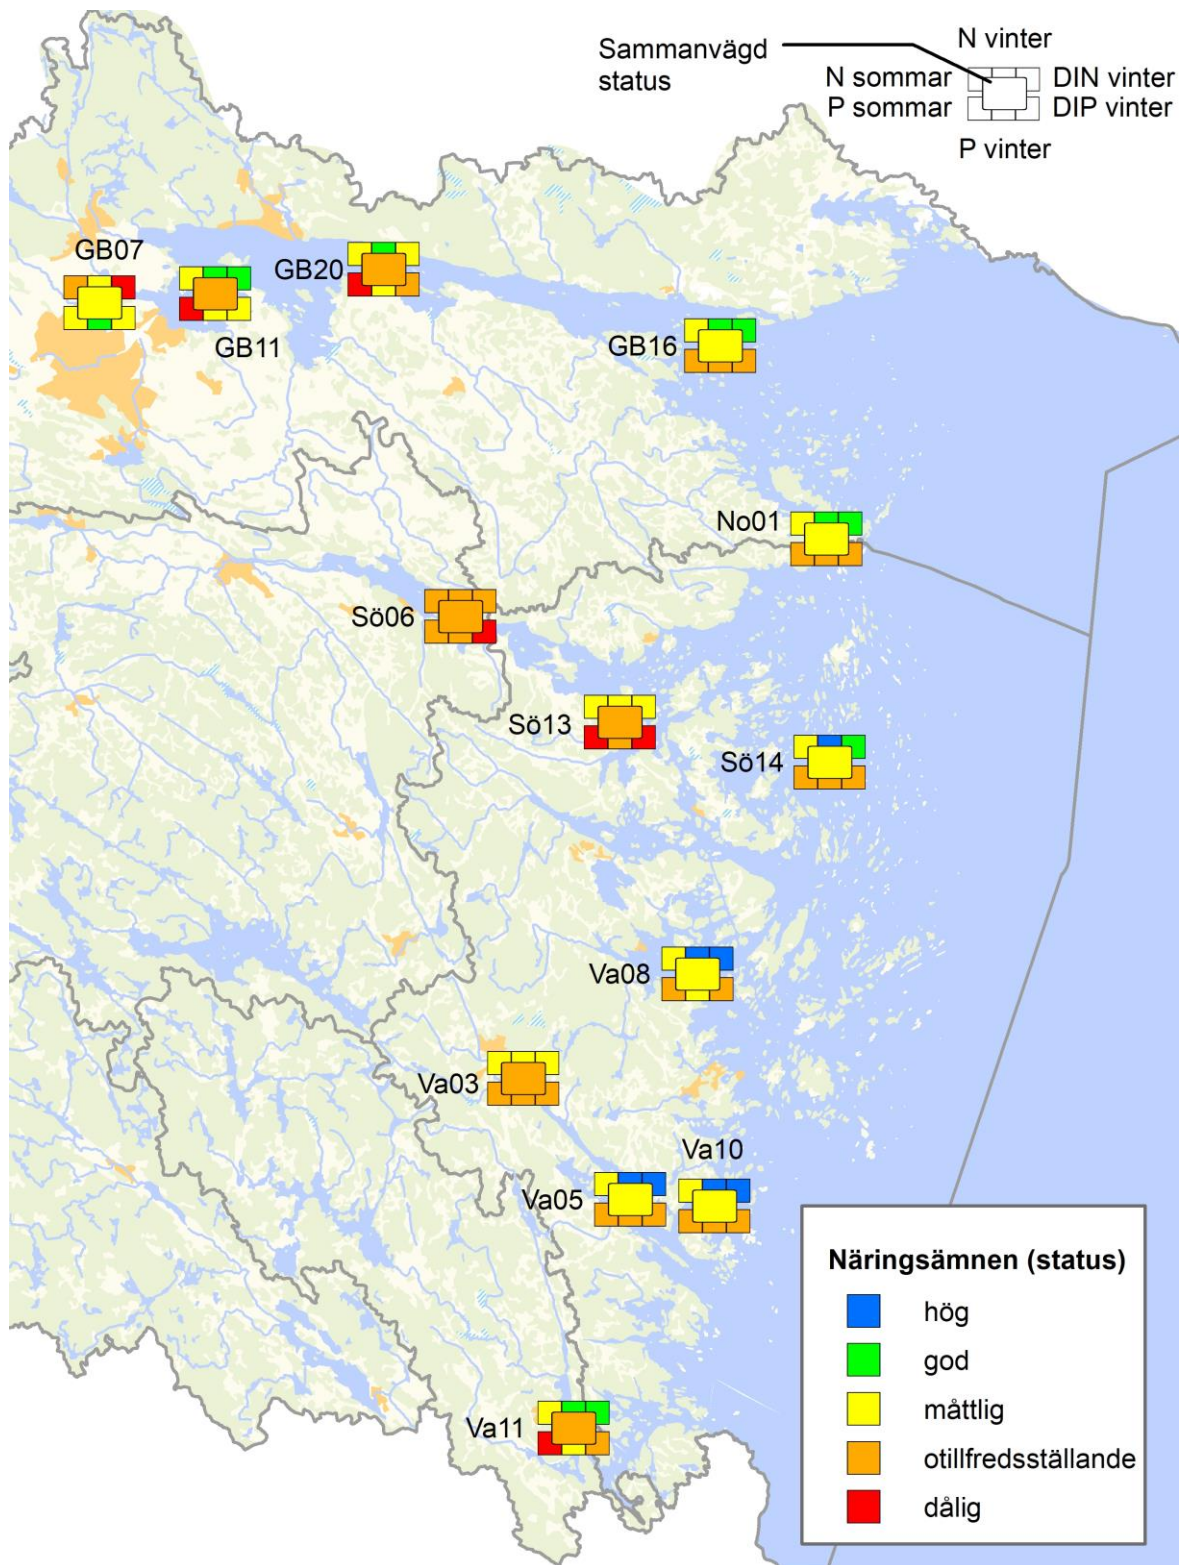 N vinter
Sammanvägd
status
N sommar
DIN vinter
P sommar
DIP vinter
P vinter
GB07
GB20
GB11
GB16
No01
Sö06
Sö13
Sö14
Va08
Va03
Va10
Va05
Va11
Näringsämnen (status)
hög
god
måttlig
otillfredsställande
dålig